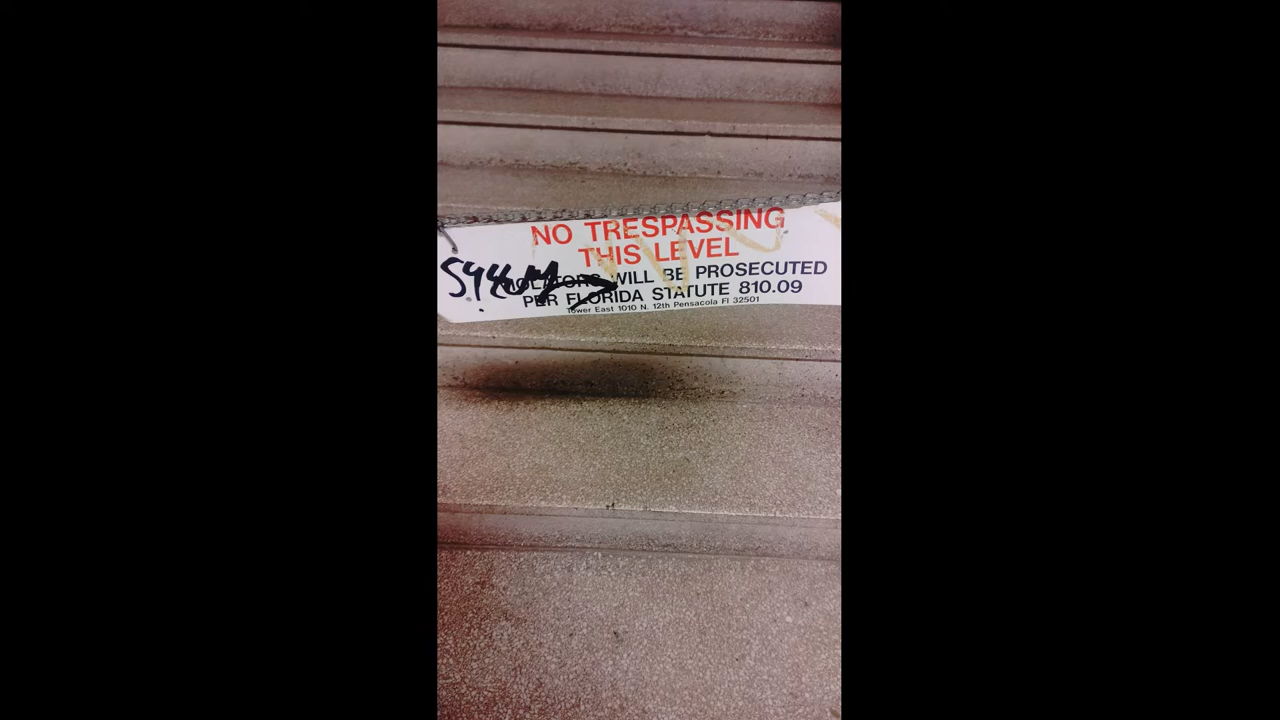 NO TRESPASSING
THIS LEVEL
VIOLATORS WILL BE PROSECUTED
PER FLORIDA STATUTE 810.09
Tower East 1010 N. 12th Pensacola Fl 32501